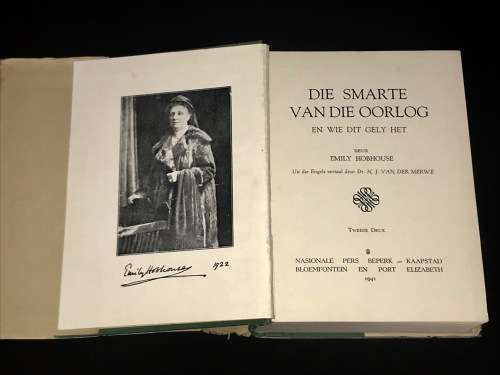 Emily Hobhouse 1922
DIE SMARTE
VAN DIE OORLOG
EN WIE DIT GELY HET
DEUR
EMILY HOBHOUSE
Uit die Engels vertaal deur Dr. N. J. VAN DER MERWE
TWEEDE DRUK
NASIONALE PERS BEPERK — KAAPSTAD
BLOEMFONTEIN EN PORT ELIZABETH
1941